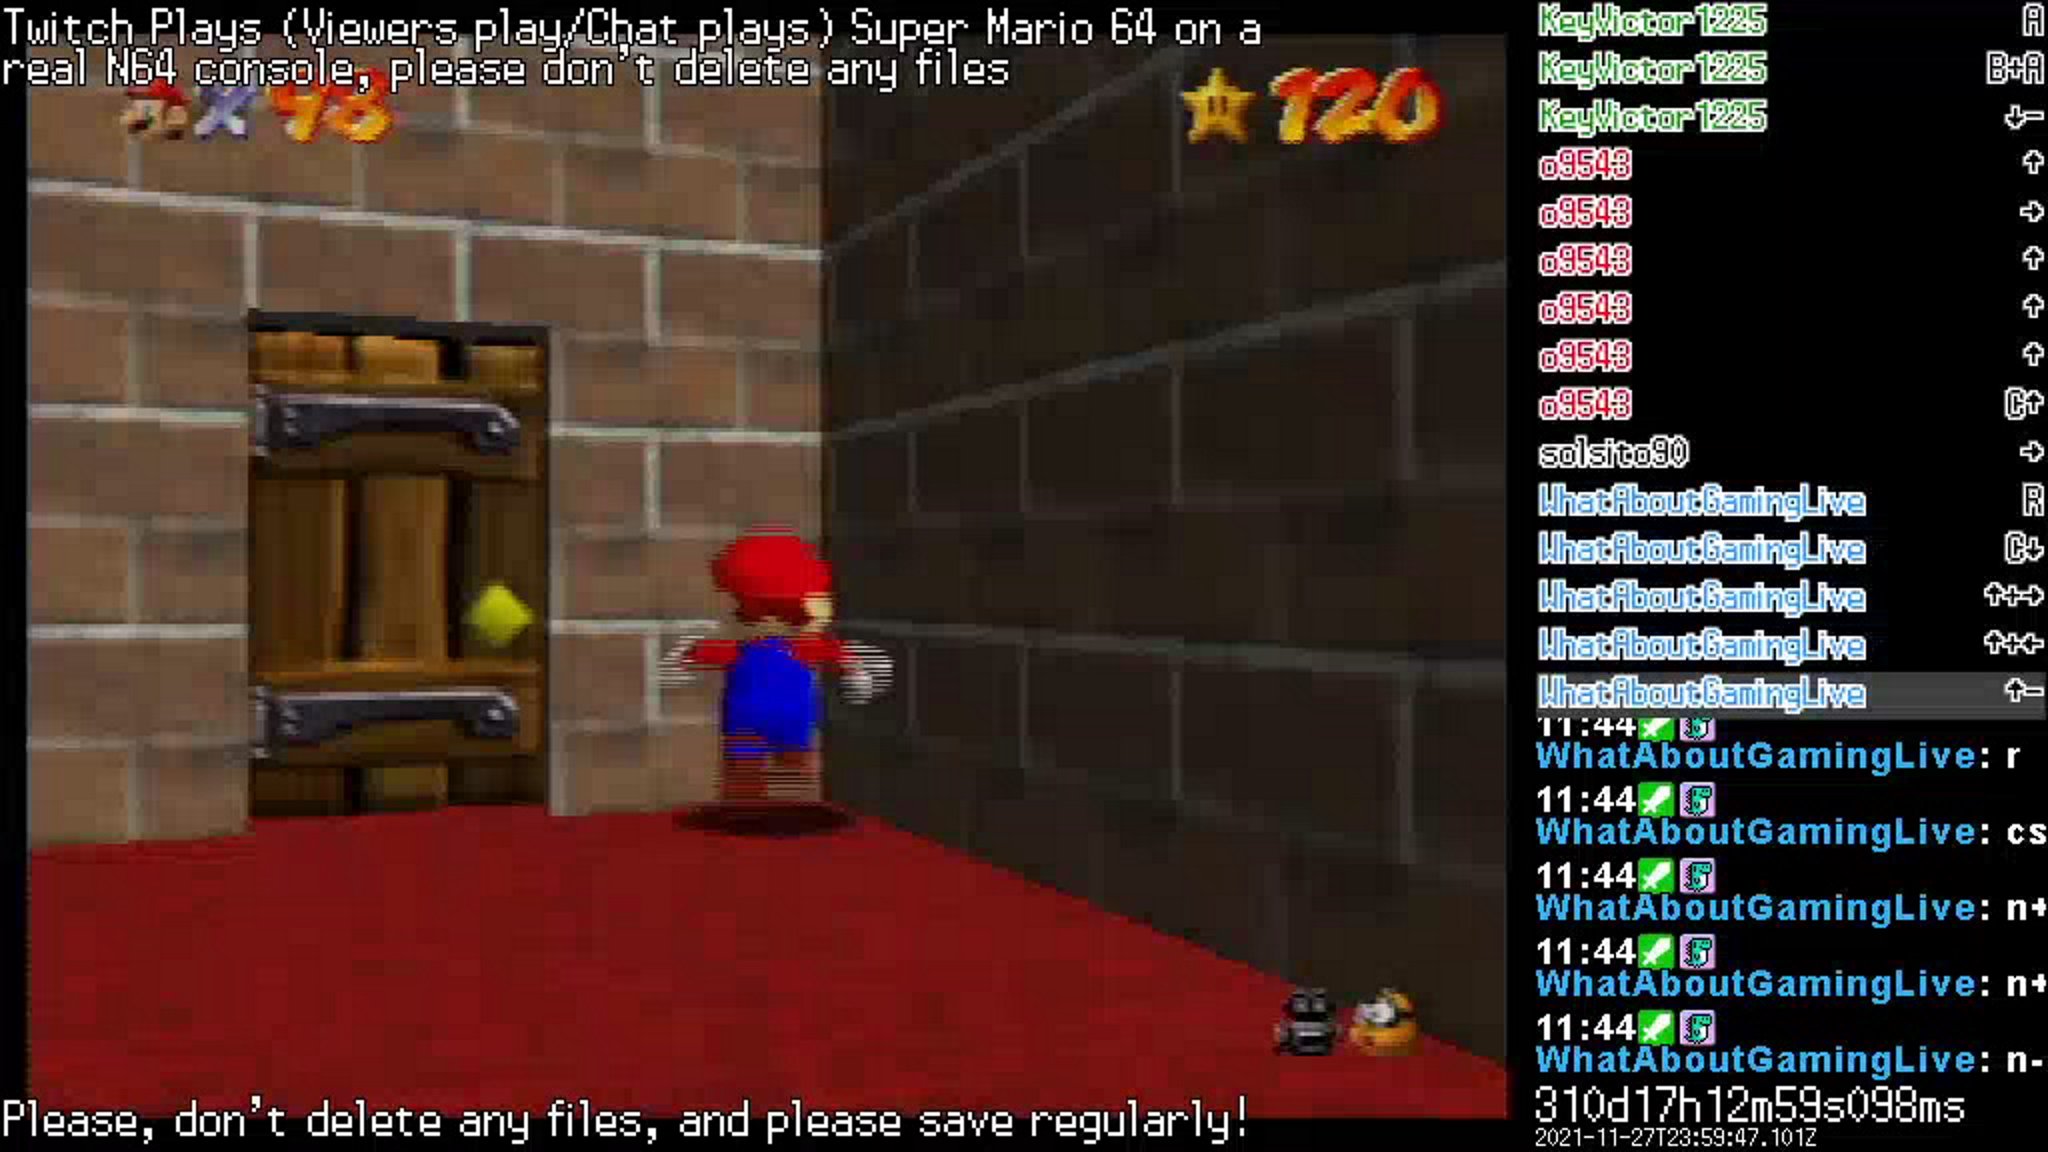 Twitch Plays (Viewers play/Chat plays) Super Mario 64 on a
real N64 console, please don't delete any files
x 98
120
KeyVictor1225 A
KeyVictor1225 B+A
KeyVictor1225 ↓-
o9543 ↑
o9543 →
o9543 ↑
o9543 ↑
o9543 ↑
o9543 C↑
solsito90 →
WhatAboutGamingLive R
WhatAboutGamingLive C↓
WhatAboutGamingLive ↑+→
WhatAboutGamingLive ↑+←
WhatAboutGamingLive ↑-
11:44
WhatAboutGamingLive: r
11:44
WhatAboutGamingLive: cs
11:44
WhatAboutGamingLive: n+
11:44
WhatAboutGamingLive: n+
11:44
WhatAboutGamingLive: n-
Please, don't delete any files, and please save regularly!
310d17h12m59s098ms
2021-11-27T23:59:47.101Z